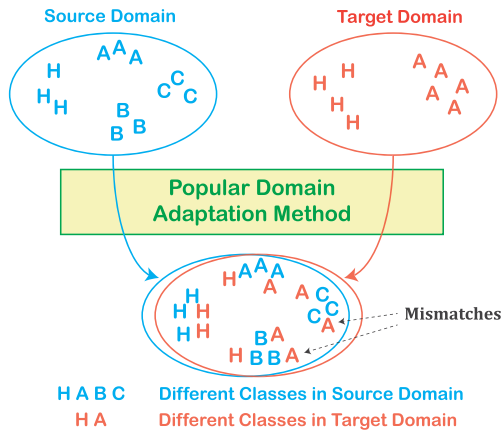 Source Domain
Target Domain
A A A
H
H H
C C C
B
B B
H H
H
H
A
A A
A A
Popular Domain
Adaptation Method
H A A A
A A
H
H H
H H
C
C
C A
Mismatches
B A
H B B A
H A B C Different Classes in Source Domain
H A Different Classes in Target Domain